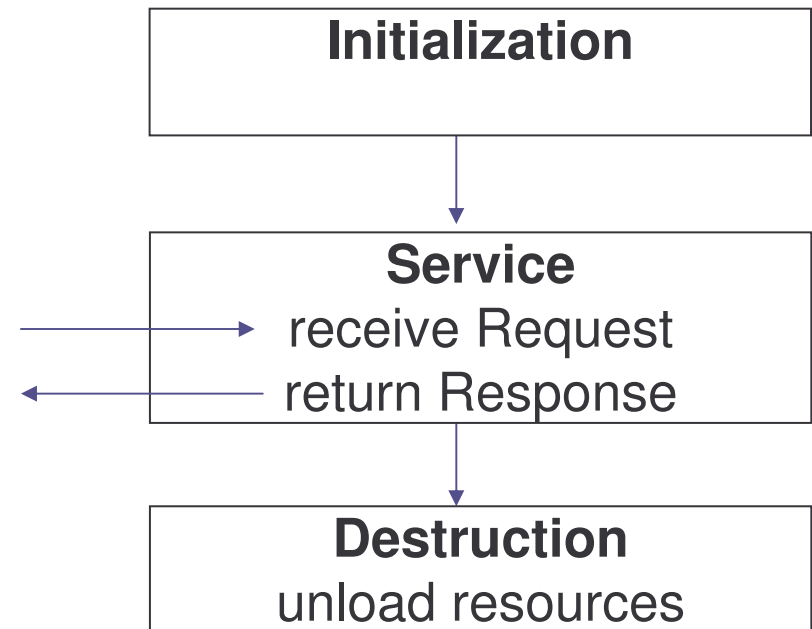 Initialization
Service
receive Request
return Response
Destruction
unload resources